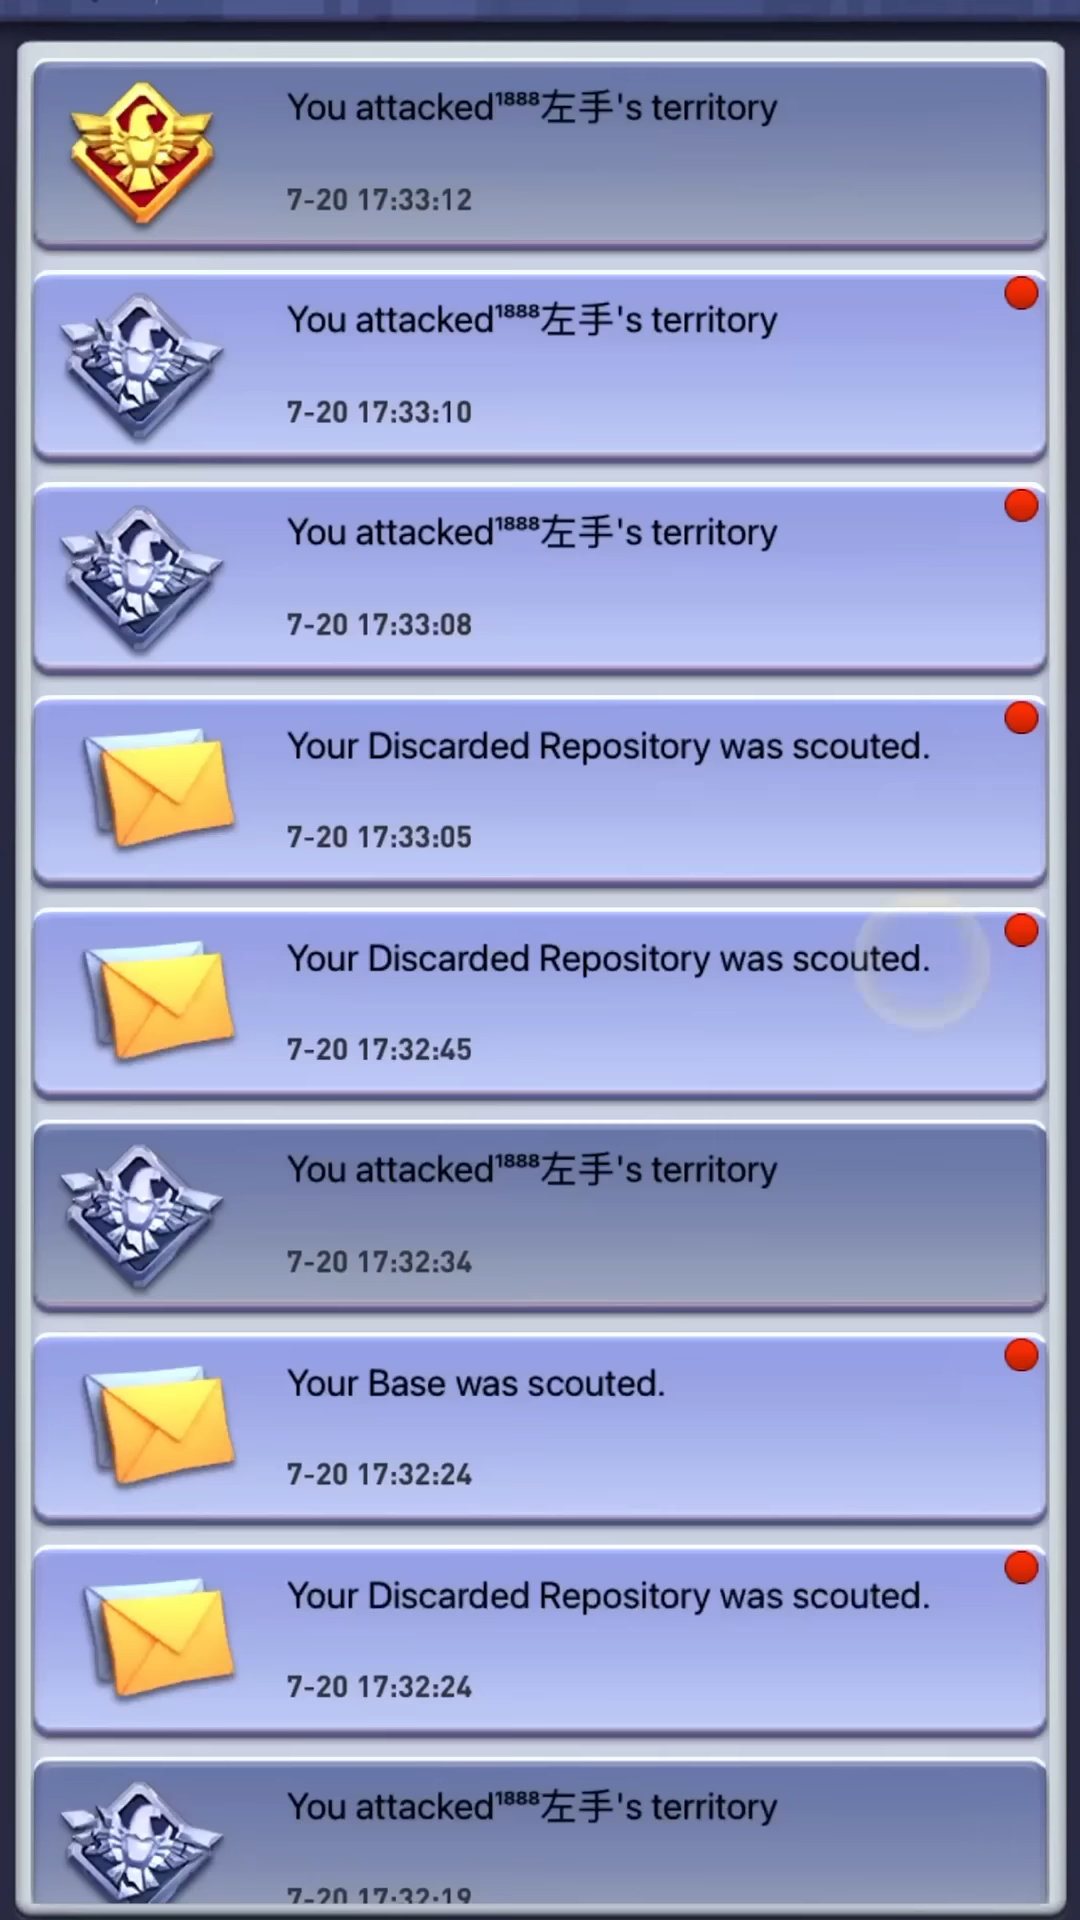 You attacked¹⁸⁸⁸左手's territory
7-20 17:33:12
You attacked¹⁸⁸⁸左手's territory
7-20 17:33:10
You attacked¹⁸⁸⁸左手's territory
7-20 17:33:08
Your Discarded Repository was scouted.
7-20 17:33:05
Your Discarded Repository was scouted.
7-20 17:32:45
You attacked¹⁸⁸⁸左手's territory
7-20 17:32:34
Your Base was scouted.
7-20 17:32:24
Your Discarded Repository was scouted.
7-20 17:32:24
You attacked¹⁸⁸⁸左手's territory
7-20 17:32:19